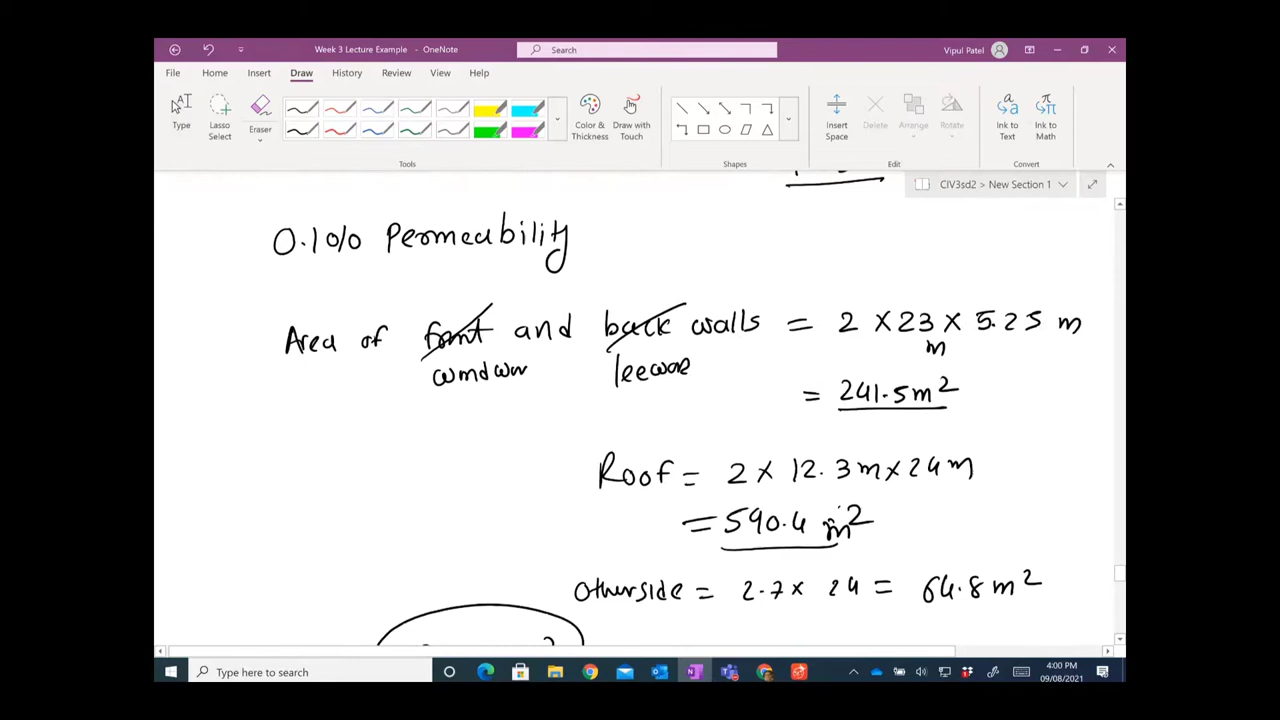 Week 3 Lecture Example - OneNote
Search
Vipul Patel
File Home Insert Draw History Review View Help
Type
Lasso Select
Eraser
Color & Thickness
Draw with Touch
Insert Space
Delete
Arrange
Rotate
Ink to Text
Ink to Math
Tools
Shapes
Edit
Convert
CIV3sd2 > New Section 1
0.1% Permeability
Area of front and back walls = 2 X 23 X 5.25 m
m
leeward
= 241.5m²
Roof = 2 X 12.3m X 24m
= 590.4 m²
Otherside = 2.7 X 24 = 64.8m²
Type here to search
4:00 PM
09/08/2021